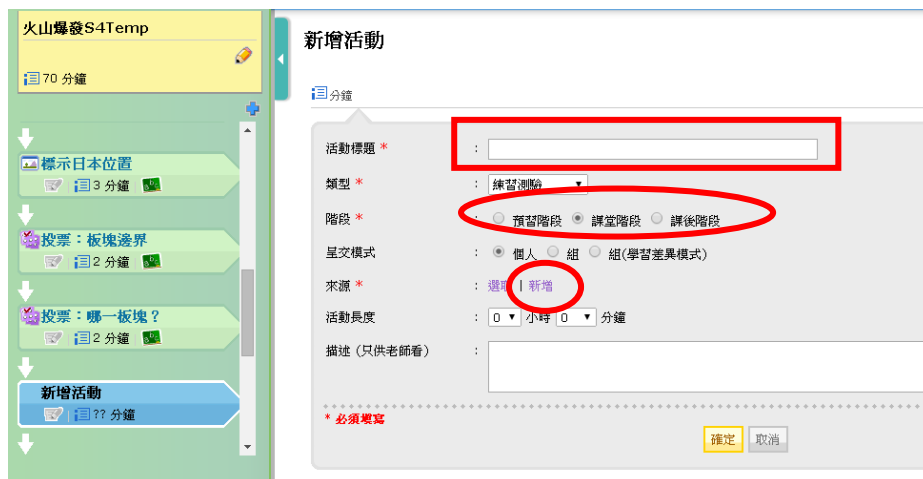 火山爆發S4Temp
70 分鐘
標示日本位置
3 分鐘
投票：板塊邊界
2 分鐘
投票：哪一板塊？
2 分鐘
新增活動
?? 分鐘
新增活動
分鐘
活動標題 * :
類型 * : 練習測驗
階段 * : 預習階段 課堂階段 課後階段
呈交模式 : 個人 組 組(學習差異模式)
來源 * : 選取 | 新增
活動長度 : 0 小時 0 分鐘
描述 (只供老師看) :
* 必須填寫
確定 取消